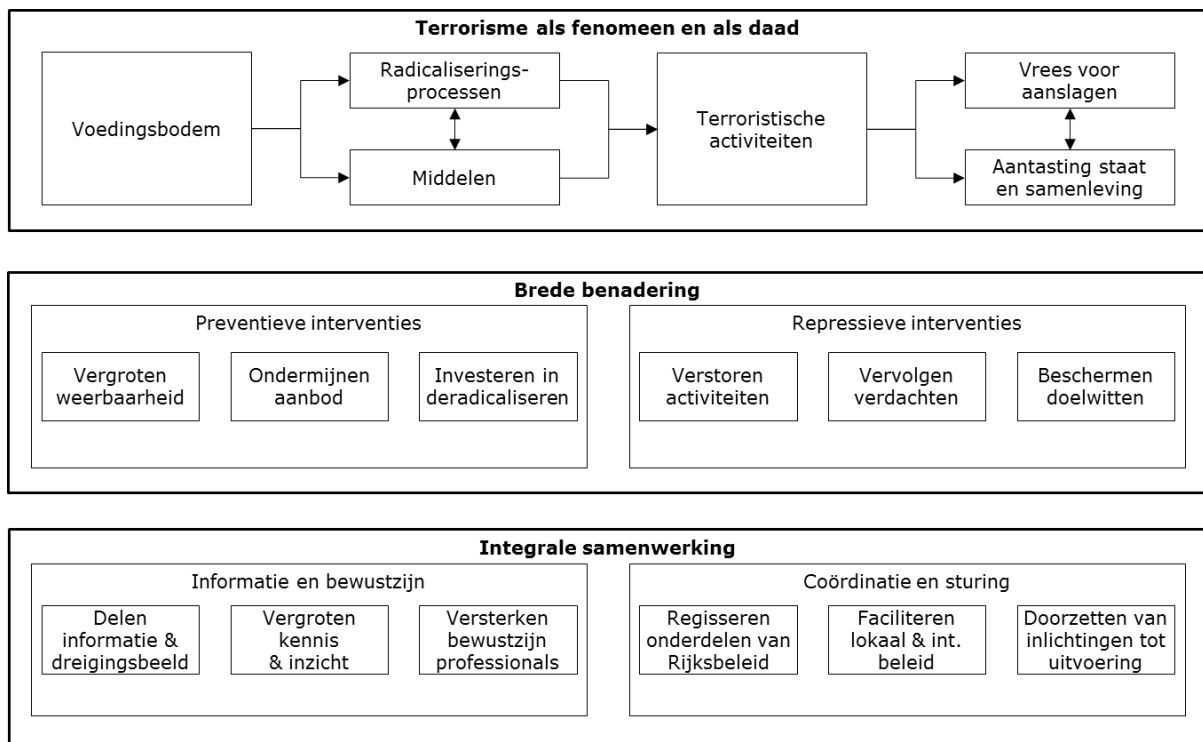 Terrorisme als fenomeen en als daad
Voedingsbodem
Radicaliserings-
processen
Middelen
Terroristische
activiteiten
Vrees voor
aanslagen
Aantasting staat
en samenleving
Brede benadering
Preventieve interventies
Vergroten
weerbaarheid
Ondermijnen
aanbod
Investeren in
deradicaliseren
Repressieve interventies
Verstoren
activiteiten
Vervolgen
verdachten
Beschermen
doelwitten
Integrale samenwerking
Informatie en bewustzijn
Delen
informatie &
dreigingsbeeld
Vergroten
kennis
& inzicht
Versterken
bewustzijn
professionals
Coördinatie en sturing
Regisseren
onderdelen van
Rijksbeleid
Faciliteren
lokaal & int.
beleid
Doorzetten van
inlichtingen tot
uitvoering